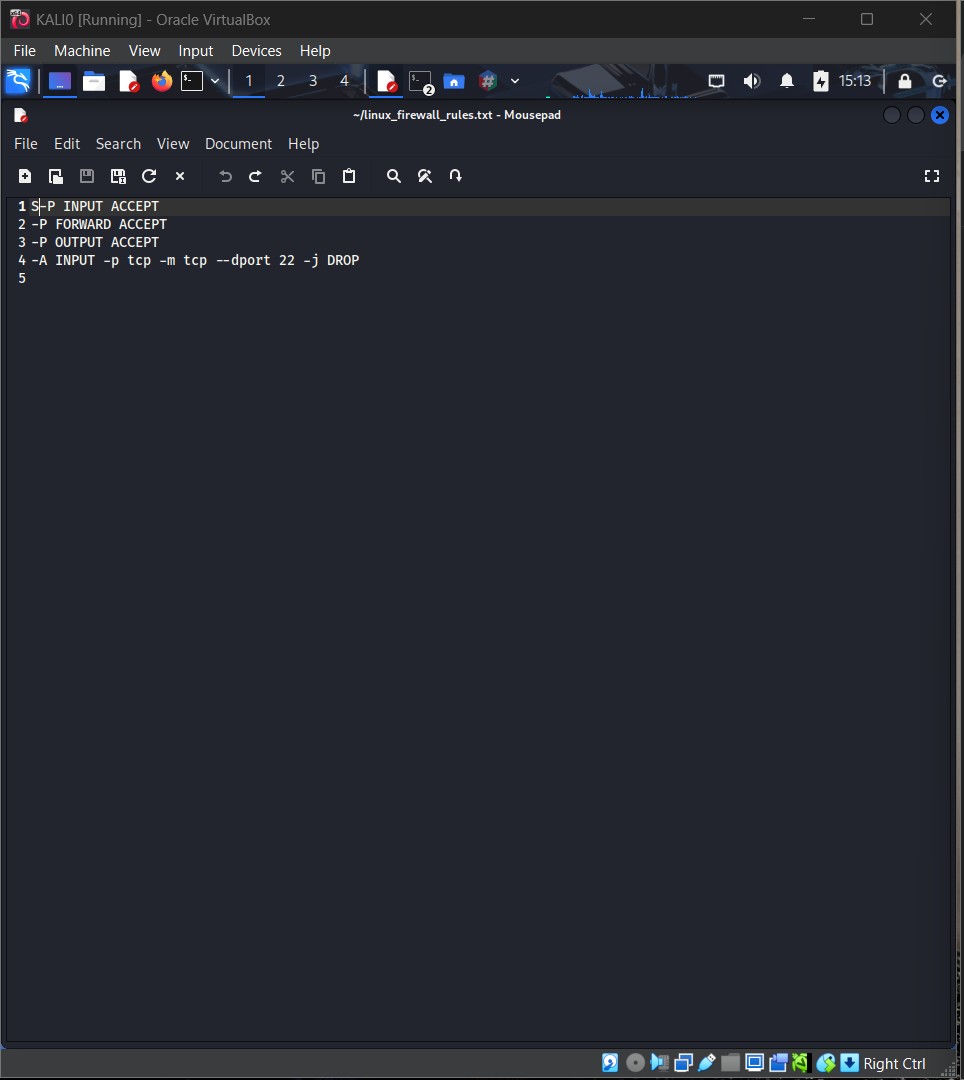 KALI0 [Running] - Oracle VirtualBox
File Machine View Input Devices Help
1 2 3 4 2 15:13
~/linux_firewall_rules.txt - Mousepad
File Edit Search View Document Help
1 S-P INPUT ACCEPT
2 -P FORWARD ACCEPT
3 -P OUTPUT ACCEPT
4 -A INPUT -p tcp -m tcp --dport 22 -j DROP
5
Right Ctrl